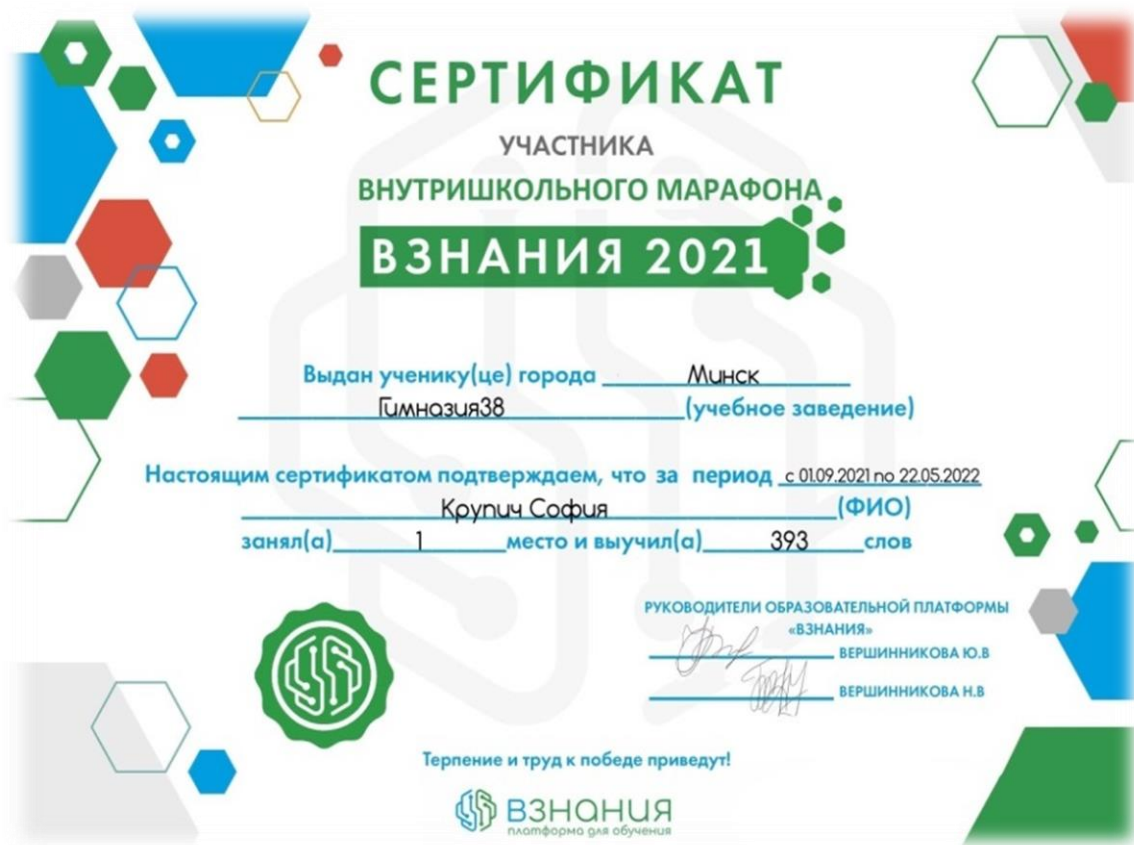 СЕРТИФИКАТ
УЧАСТНИКА
ВНУТРИШКОЛЬНОГО МАРАФОНА
ВЗНАНИЯ 2021
Выдан ученику(це) города Минск
Гимназия38 (учебное заведение)
Настоящим сертификатом подтверждаем, что за период с 01.09.2021 по 22.05.2022
Крупич София (ФИО)
занял(а) 1 место и выучил(а) 393 слов
РУКОВОДИТЕЛИ ОБРАЗОВАТЕЛЬНОЙ ПЛАТФОРМЫ
«ВЗНАНИЯ»
ВЕРШИННИКОВА Ю.В
ВЕРШИННИКОВА Н.В
Терпение и труд к победе приведут!
ВЗНАНИЯ
платформа для обучения